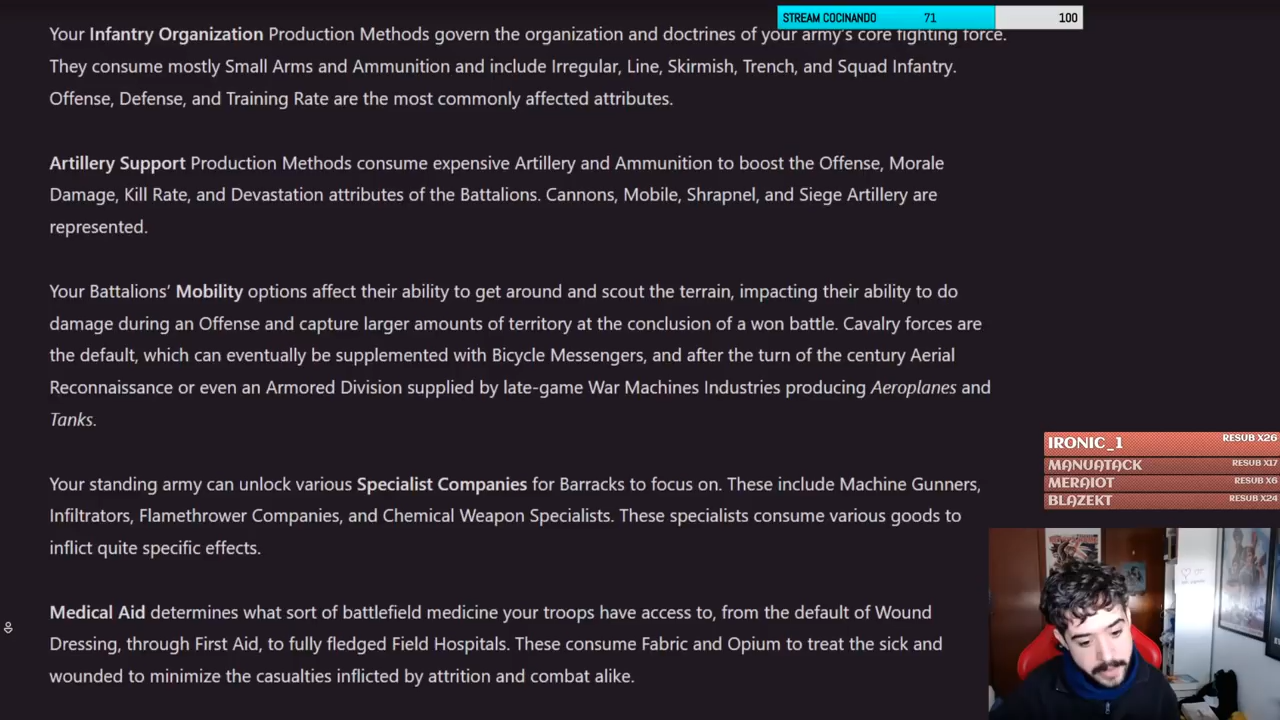 STREAM COCINANDO 71 100
Your Infantry Organization Production Methods govern the organization and doctrines of your army's core fighting force.
They consume mostly Small Arms and Ammunition and include Irregular, Line, Skirmish, Trench, and Squad Infantry.
Offense, Defense, and Training Rate are the most commonly affected attributes.
Artillery Support Production Methods consume expensive Artillery and Ammunition to boost the Offense, Morale
Damage, Kill Rate, and Devastation attributes of the Battalions. Cannons, Mobile, Shrapnel, and Siege Artillery are
represented.
Your Battalions’ Mobility options affect their ability to get around and scout the terrain, impacting their ability to do
damage during an Offense and capture larger amounts of territory at the conclusion of a won battle. Cavalry forces are
the default, which can eventually be supplemented with Bicycle Messengers, and after the turn of the century Aerial
Reconnaissance or even an Armored Division supplied by late-game War Machines Industries producing Aeroplanes and
Tanks.
Your standing army can unlock various Specialist Companies for Barracks to focus on. These include Machine Gunners,
Infiltrators, Flamethrower Companies, and Chemical Weapon Specialists. These specialists consume various goods to
inflict quite specific effects.
Medical Aid determines what sort of battlefield medicine your troops have access to, from the default of Wound
Dressing, through First Aid, to fully fledged Field Hospitals. These consume Fabric and Opium to treat the sick and
wounded to minimize the casualties inflicted by attrition and combat alike.
IRONIC_1 RESUB X26
MANUATACK RESUB X17
MERAIOT RESUB X6
BLAZEKT RESUB X24